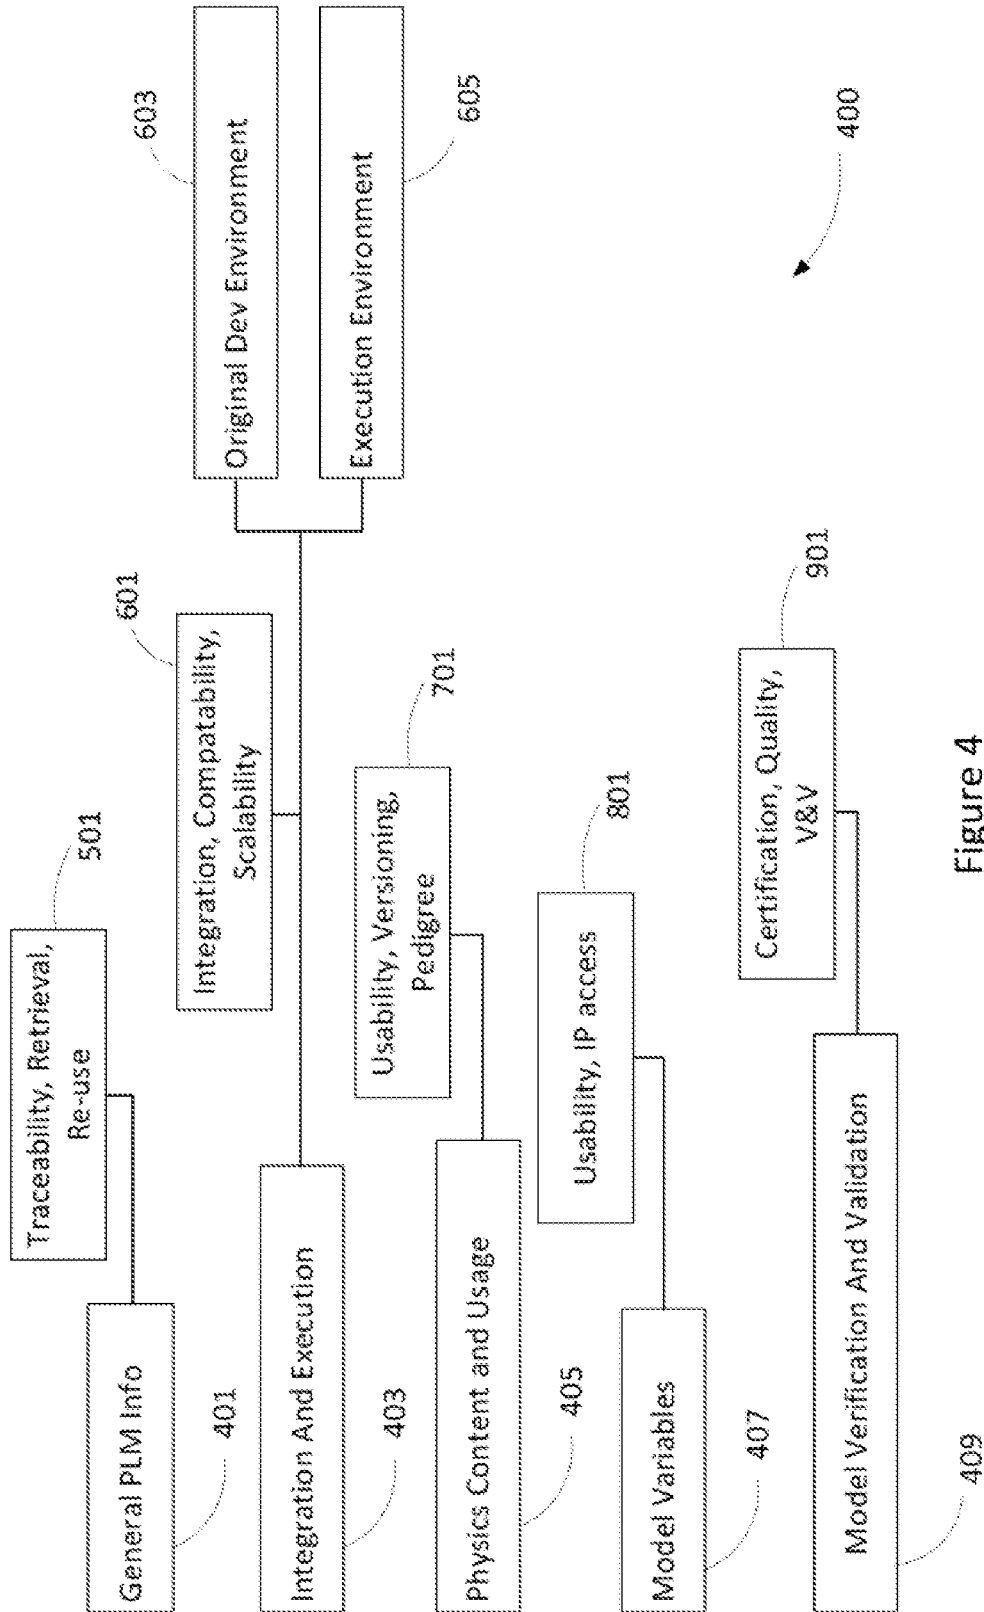 Traceability, Retrieval,
Re-use
501
General PLM Info
401
Integration, Compatability,
Scalability
601
Original Dev Environment
603
Execution Environment
605
Integration And Execution
403
Usability, Versioning,
Pedigree
701
Physics Content and Usage
405
Usability, IP access
801
Model Variables
407
Certification, Quality,
V&V
901
Model Verification And Validation
409
400
Figure 4